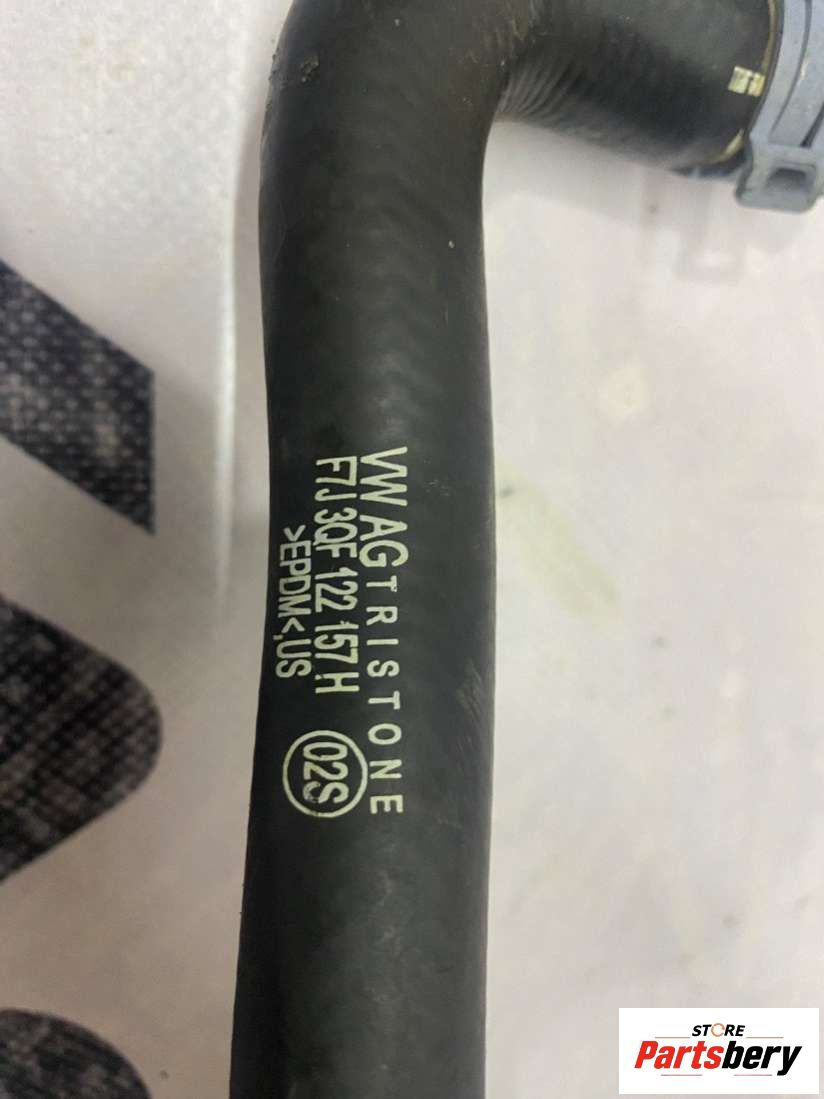 VW AG TRISTONE
F7J 3QF 122 157 H
>EPDM<,US
02S
STORE
Partsbery